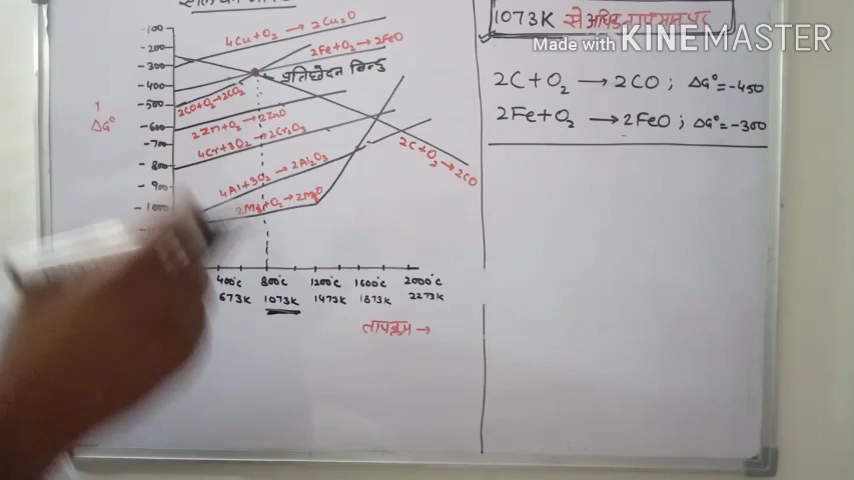 -100
-200
-300
-400
-500
-600
-700
-800
-900
-1000
ΔG°
4Cu+O₂ → 2Cu₂O
2Fe+O₂→2FeO
प्रतिच्छेदन बिन्दु
2CO+O₂→2CO₂
2Zn+O₂→2ZnO
4Cr+3O₂→2Cr₂O₃
4Al+3O₂→2Al₂O₃
2Mg+O₂→2MgO
2C+O₂→2CO
400°C 800°C 1200°C 1600°C 2000°C
673K 1073K 1473K 1873K 2273K
तापक्रम →
1073K से अधिक तापमान पर
Made with KINEMASTER
2C+O₂ → 2CO ; ΔG°=-450
2Fe+O₂ → 2FeO ; ΔG°=-300